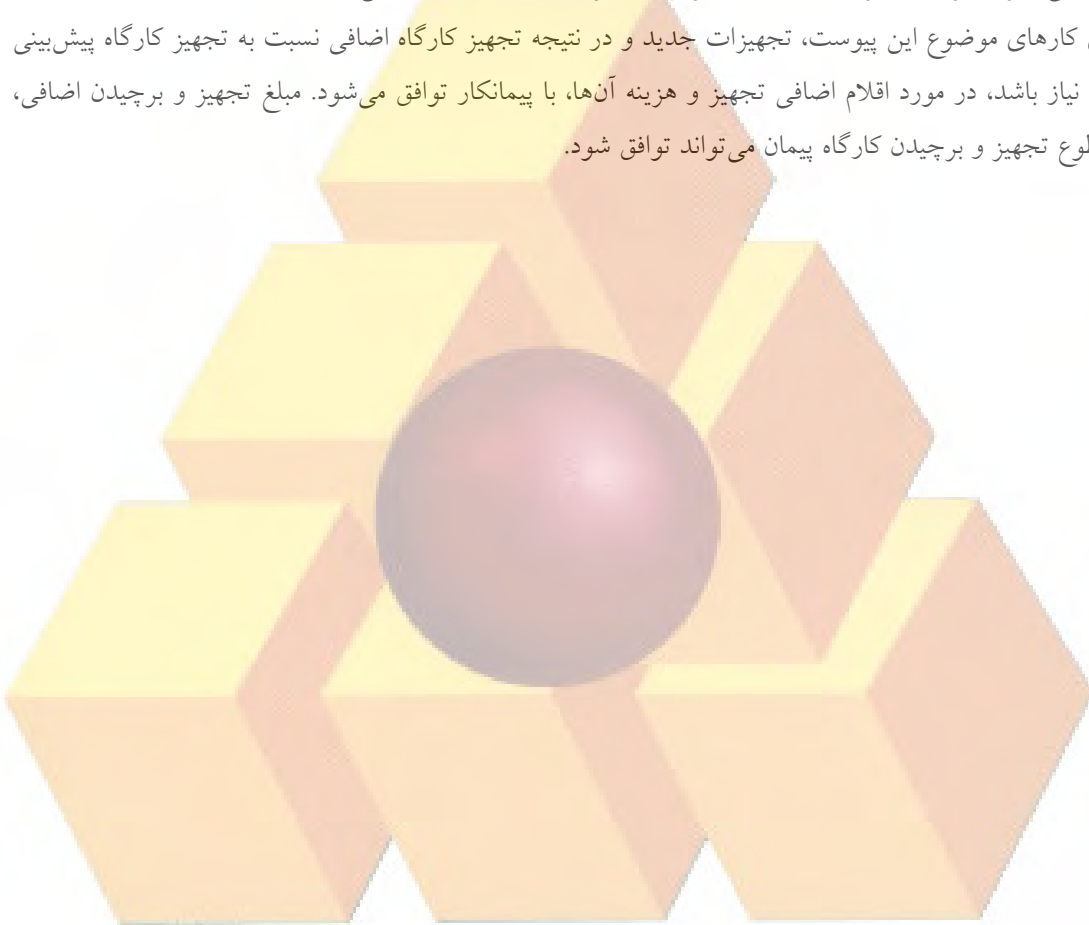 کارهای موضوع این پیوست، تجهیزات جدید و در نتیجه تجهیز کارگاه اضافی نسبت به تجهیز کارگاه پیش‌بینی
نیاز باشد، در مورد اقلام اضافی تجهیز و هزینه آن‌ها، با پیمانکار توافق می‌شود. مبلغ تجهیز و برچیدن اضافی،
تجهیز و برچیدن کارگاه پیمان می‌تواند توافق شود.